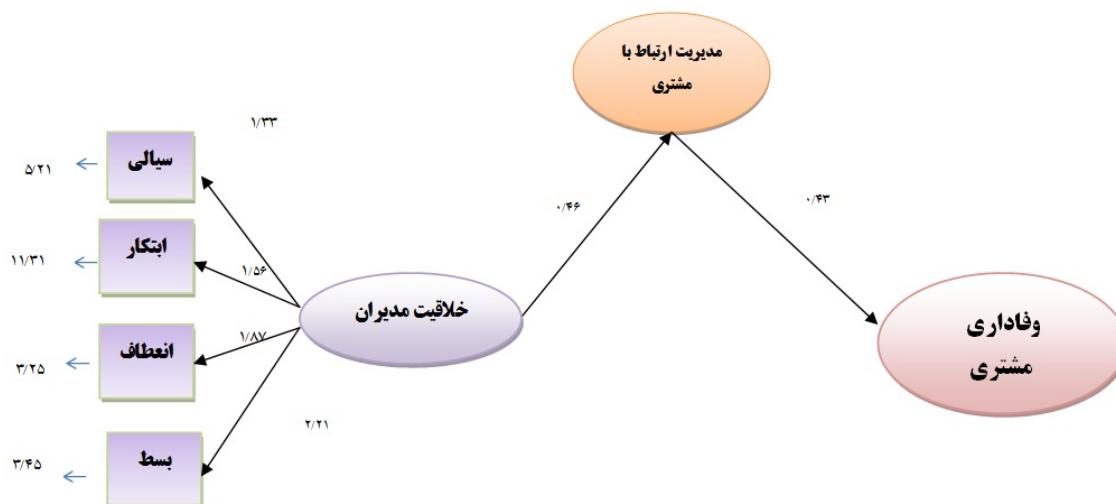 مدیریت ارتباط با
مشتری
۱/۳۳
سیالی
۵/۲۱
۰/۴۶
۰/۴۳
ابتکار
۱۱/۳۱
۱/۵۶
خلاقیت مدیران
وفاداری
مشتری
۱/۸۷
انعطاف
۳/۲۵
۲/۲۱
بسط
۳/۴۵